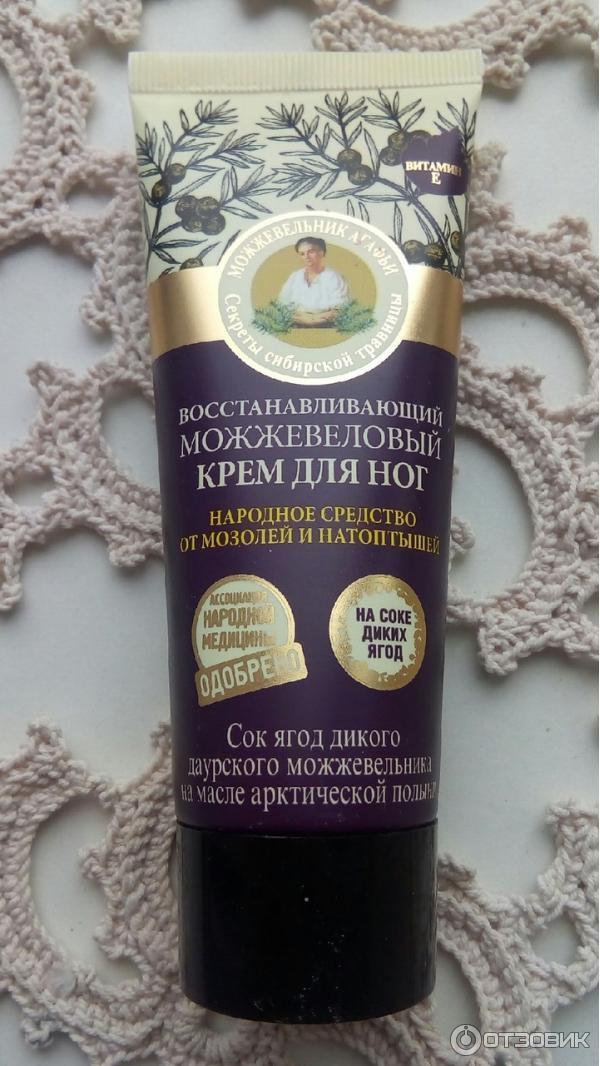 ВИТАМИН
Е
МОЖЖЕВЕЛЬНИК АГАФЬИ
Секреты сибирской травницы
ВОССТАНАВЛИВАЮЩИЙ
МОЖЖЕВЕЛОВЫЙ
КРЕМ ДЛЯ НОГ
НАРОДНОЕ СРЕДСТВО
ОТ МОЗОЛЕЙ И НАТОПТЫШЕЙ
АССОЦИАЦИЯ
НАРОДНОЙ
МЕДИЦИНЫ
ОДОБРЕНО
НА СОКЕ
ДИКИХ
ЯГОД
Сок ягод дикого
даурского можжевельника
на масле арктической полыни
ОТЗОВИК